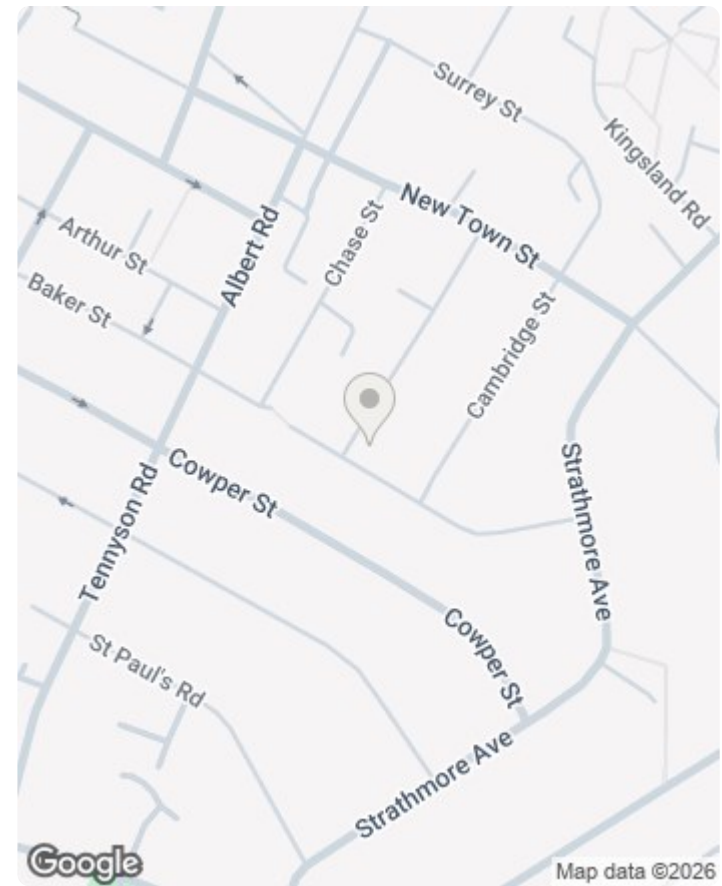 Surrey St
Kingsland Rd
New Town St
Chase St
Albert Rd
Arthur St
Baker St
Cambridge St
Cowper St
Strathmore Ave
Tennyson Rd
Cowper St
St Paul's Rd
Strathmore Ave
Google
Map data ©2026